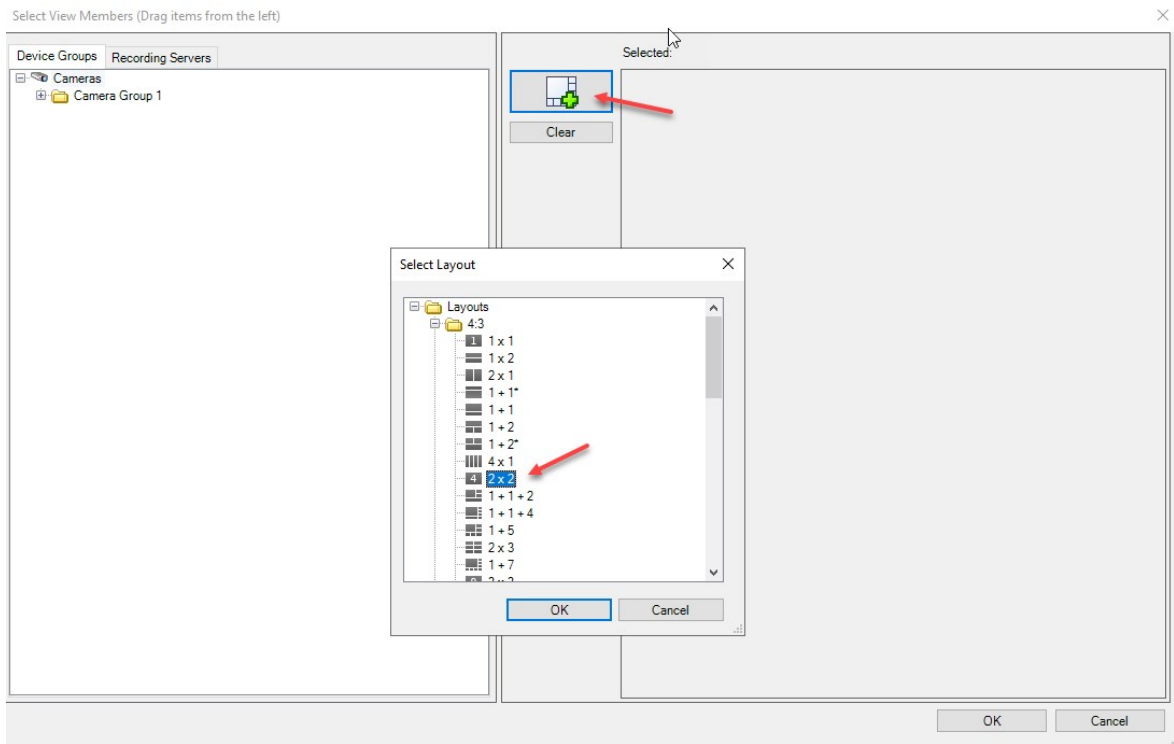 Select View Members (Drag items from the left)
Device Groups
Recording Servers
Selected:
Cameras
Camera Group 1
Clear
Select Layout
Layouts
4:3
1 1 x 1
1 x 2
2 x 1
1 + 1*
1 + 1
1 + 2
1 + 2*
4 x 1
4 2 x 2
1 + 1 + 2
1 + 1 + 4
1 + 5
2 x 3
1 + 7
OK
Cancel
OK
Cancel